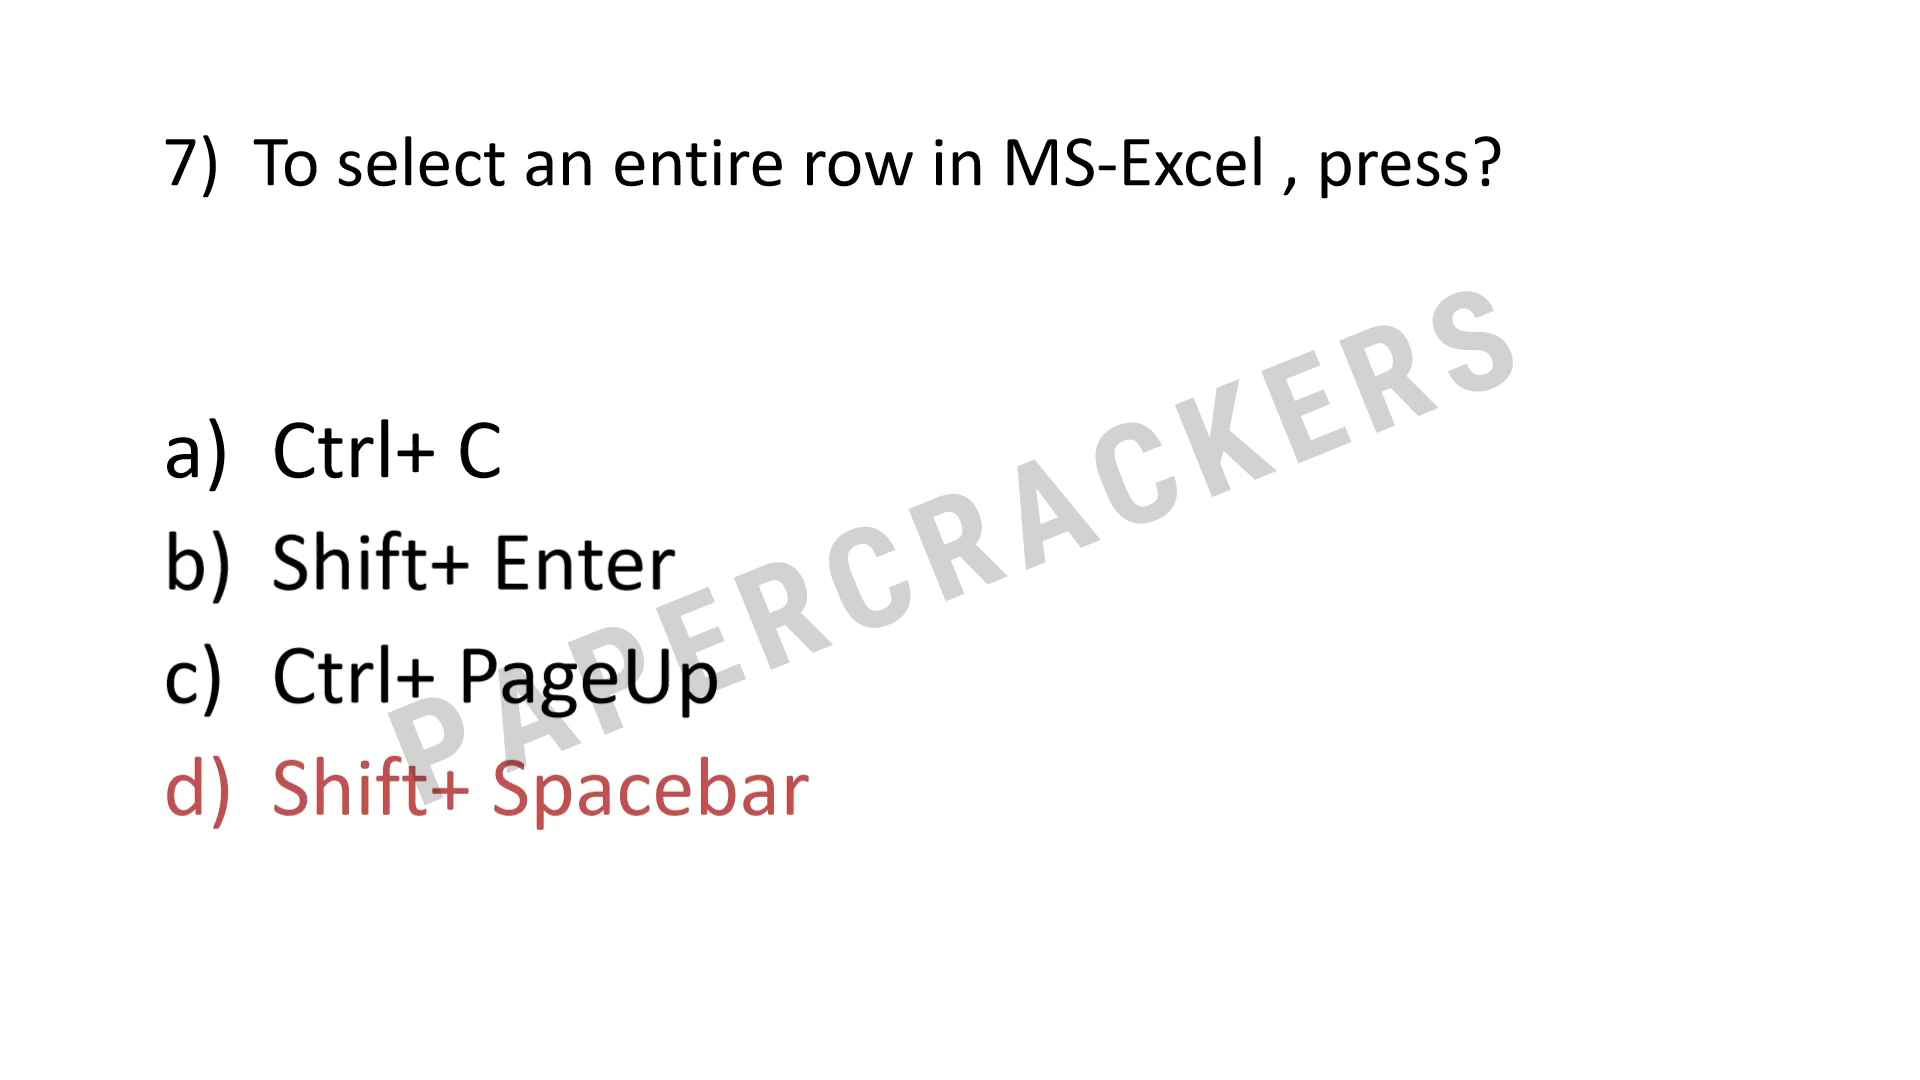 7) To select an entire row in MS-Excel , press?
a) Ctrl+ C
b) Shift+ Enter
c) Ctrl+ PageUp
d) Shift+ Spacebar
PAPERCRACKERS